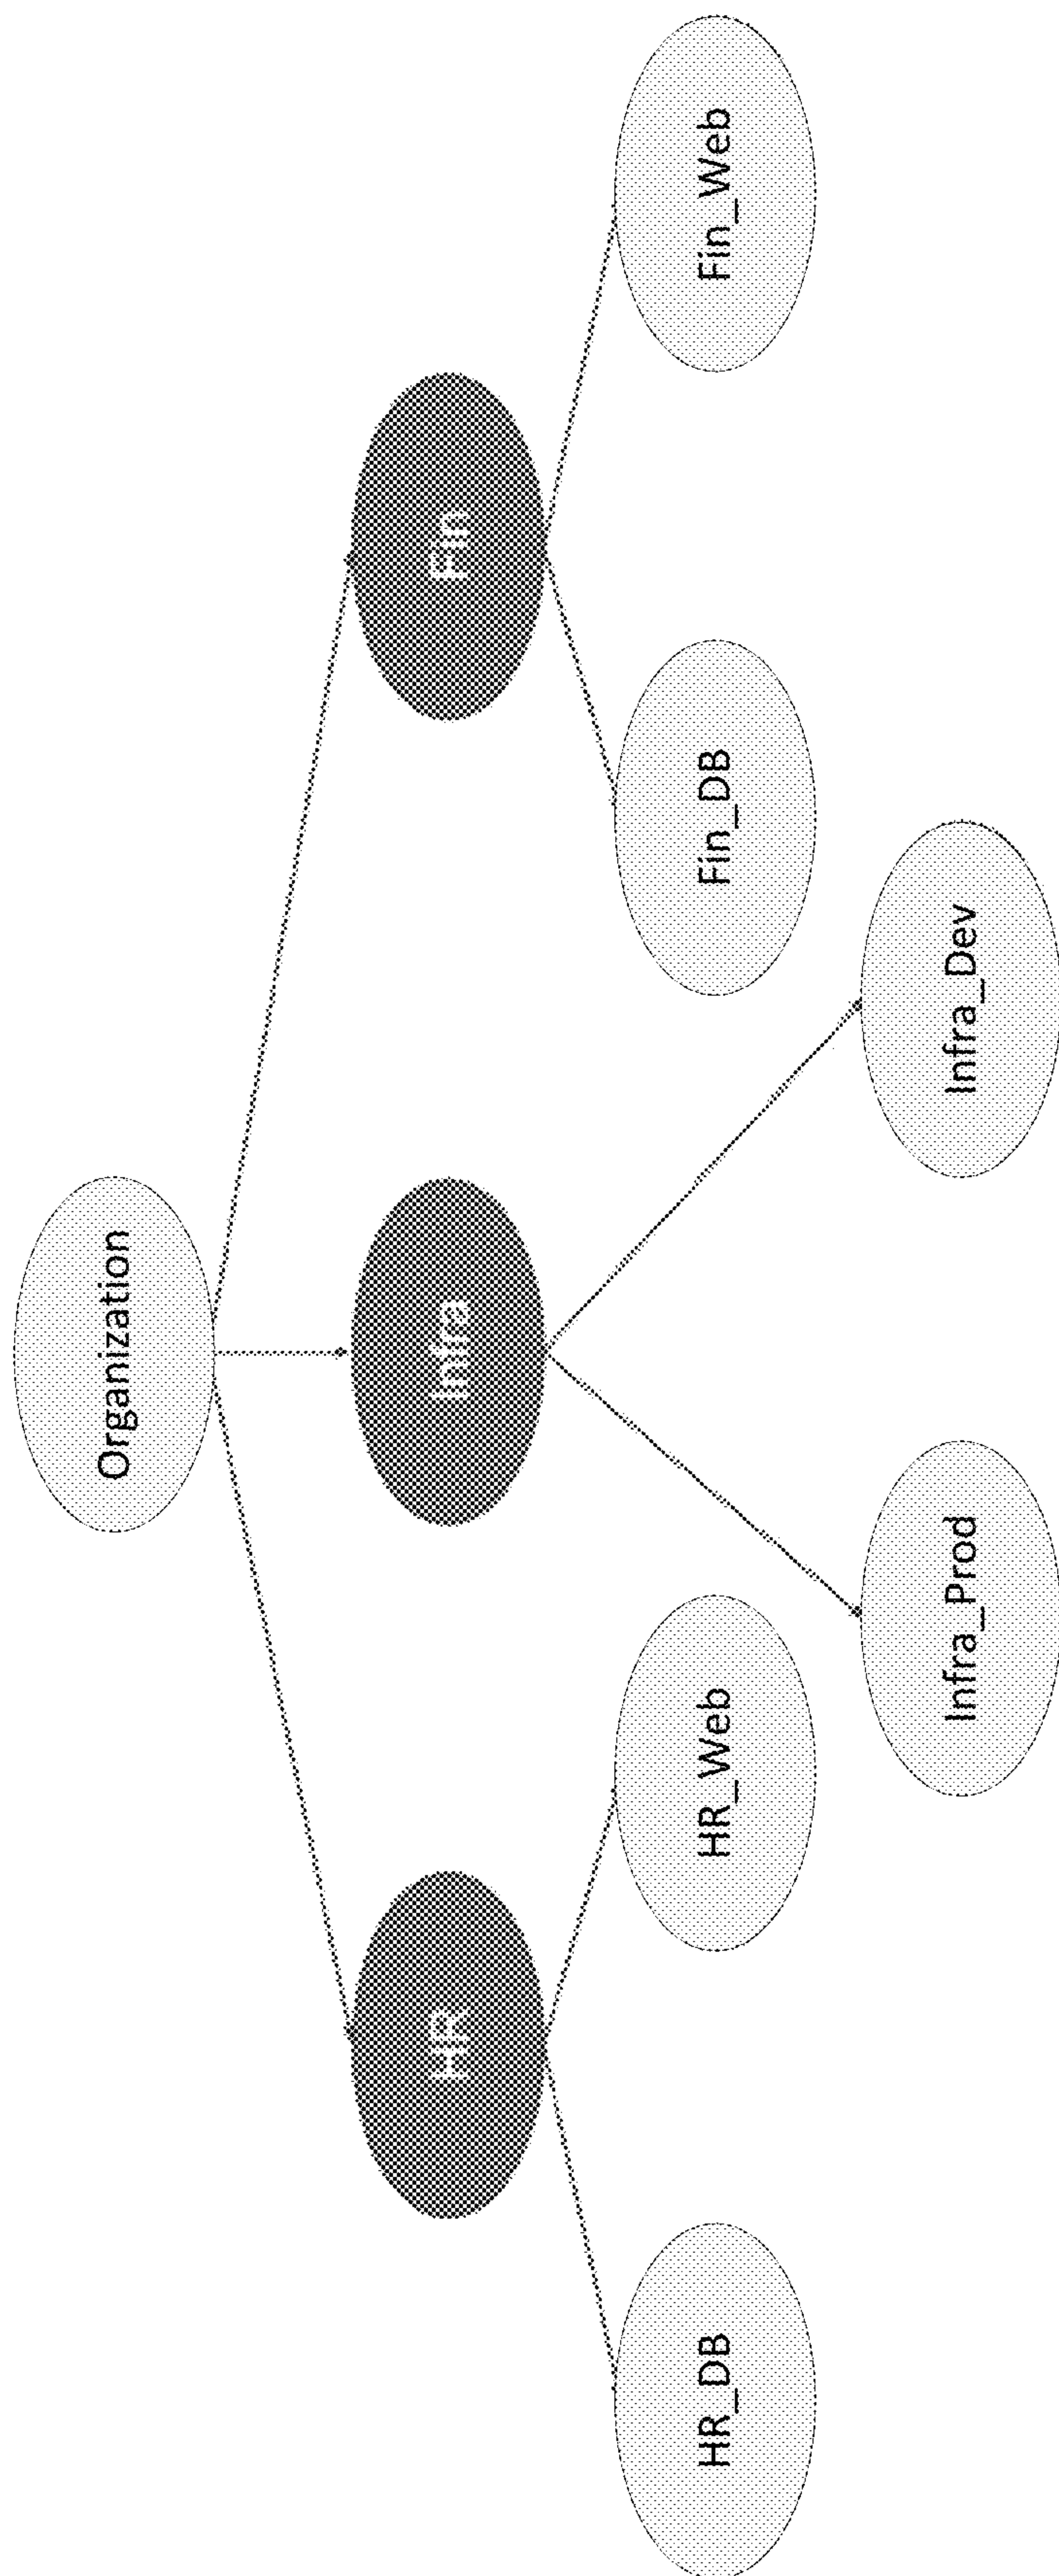 Organization
HR
Infra
Fin
HR_DB
HR_Web
Fin_DB
Fin_Web
Infra_Prod
Infra_Dev